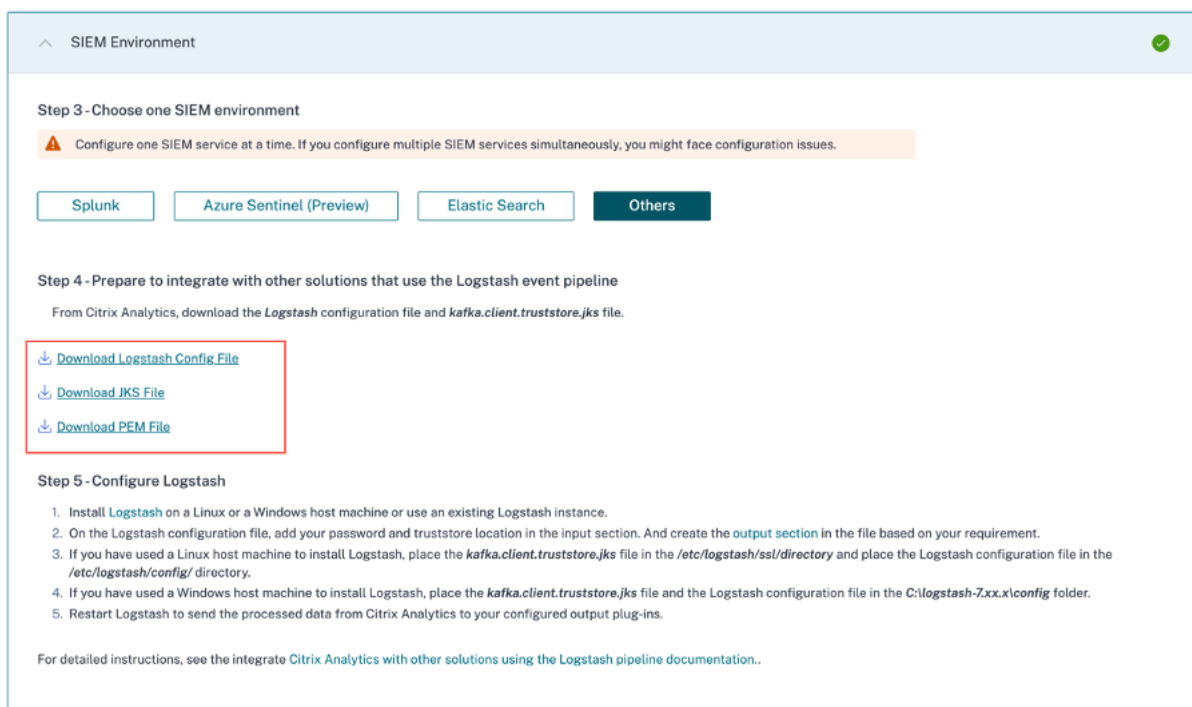 SIEM Environment
Step 3 - Choose one SIEM environment
Configure one SIEM service at a time. If you configure multiple SIEM services simultaneously, you might face configuration issues.
Splunk
Azure Sentinel (Preview)
Elastic Search
Others
Step 4 - Prepare to integrate with other solutions that use the Logstash event pipeline
From Citrix Analytics, download the Logstash configuration file and kafka.client.truststore.jks file.
Download Logstash Config File
Download JKS File
Download PEM File
Step 5 - Configure Logstash
1. Install Logstash on a Linux or a Windows host machine or use an existing Logstash instance.
2. On the Logstash configuration file, add your password and truststore location in the input section. And create the output section in the file based on your requirement.
3. If you have used a Linux host machine to install Logstash, place the kafka.client.truststore.jks file in the /etc/logstash/ssl/directory and place the Logstash configuration file in the
/etc/logstash/config/ directory.
4. If you have used a Windows host machine to install Logstash, place the kafka.client.truststore.jks file and the Logstash configuration file in the C:\logstash-7.xx.x\config folder.
5. Restart Logstash to send the processed data from Citrix Analytics to your configured output plug-ins.
For detailed instructions, see the integrate Citrix Analytics with other solutions using the Logstash pipeline documentation..